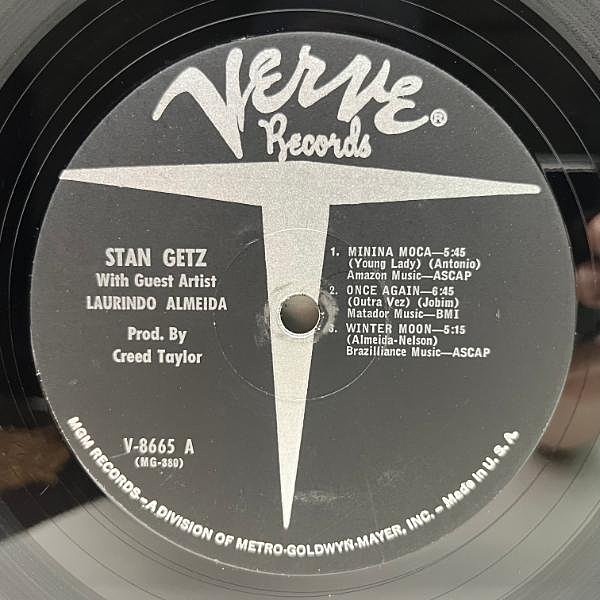 Verve®
Records
STAN GETZ
With Guest Artist
LAURINDO ALMEIDA
Prod. By
Creed Taylor
1. MININA MOCA—5:45
(Young Lady) (Antonio)
Amazon Music—ASCAP
2. ONCE AGAIN—6:45
(Outra Vez) (Jobim)
Matador Music—BMI
3. WINTER MOON—5:15
(Almeida-Nelson)
Brazilliance Music—ASCAP
V-8665 A
(MG-880)
MGM RECORDS—A DIVISION OF METRO-GOLDWYN-MAYER, INC.—Made in U. S. A.